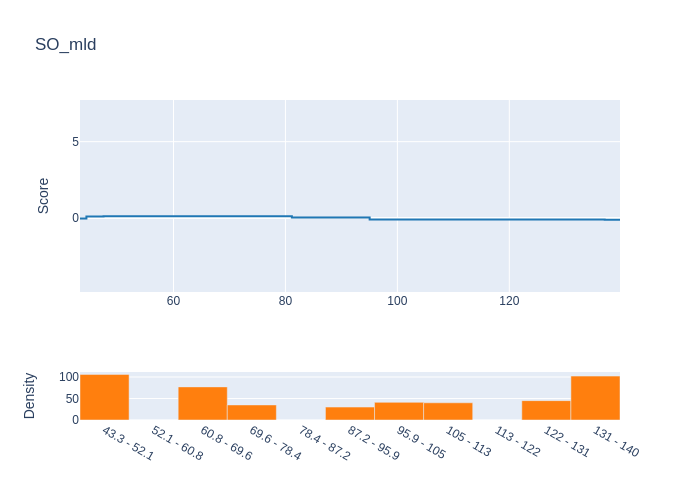 SO_mld
5
0
Score
60 80 100 120
100
50
0
Density
43.3 - 52.1
52.1 - 60.8
60.8 - 69.6
69.6 - 78.4
78.4 - 87.2
87.2 - 95.9
95.9 - 105
105 - 113
113 - 122
122 - 131
131 - 140